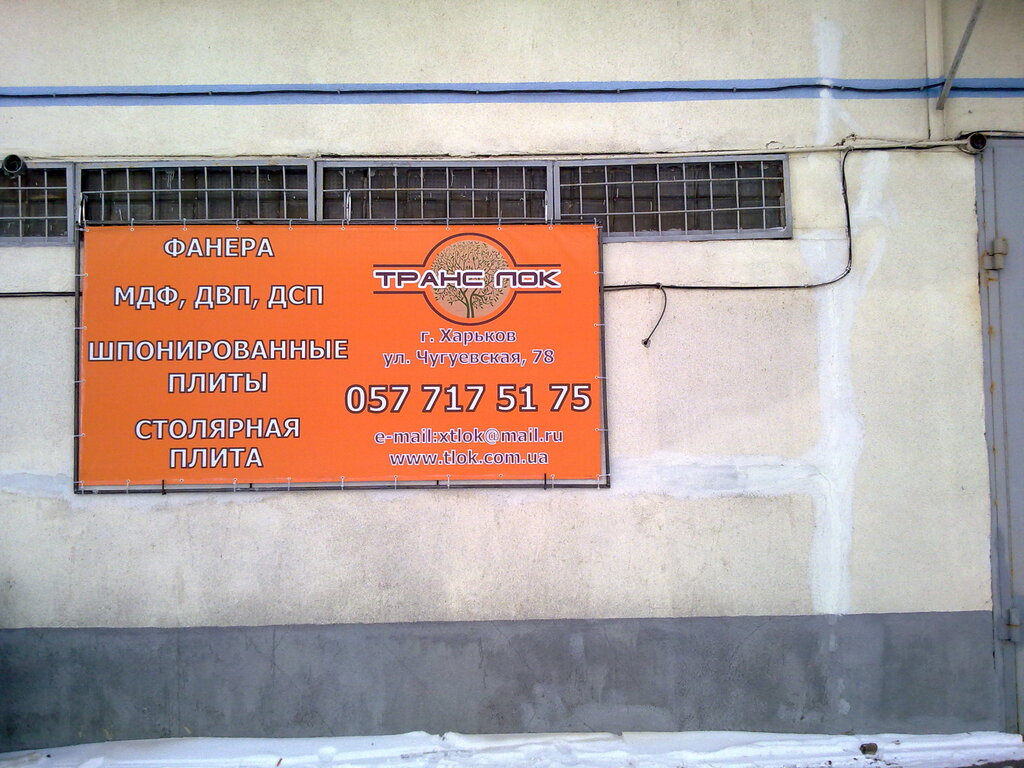 ФАНЕРА
МДФ, ДВП, ДСП
ШПОНИРОВАННЫЕ
ПЛИТЫ
СТОЛЯРНАЯ
ПЛИТА
ТРАНС ЛОК
г. Харьков
ул. Чугуевская, 78
057 717 51 75
e-mail:xtlok@mail.ru
www.tlok.com.ua